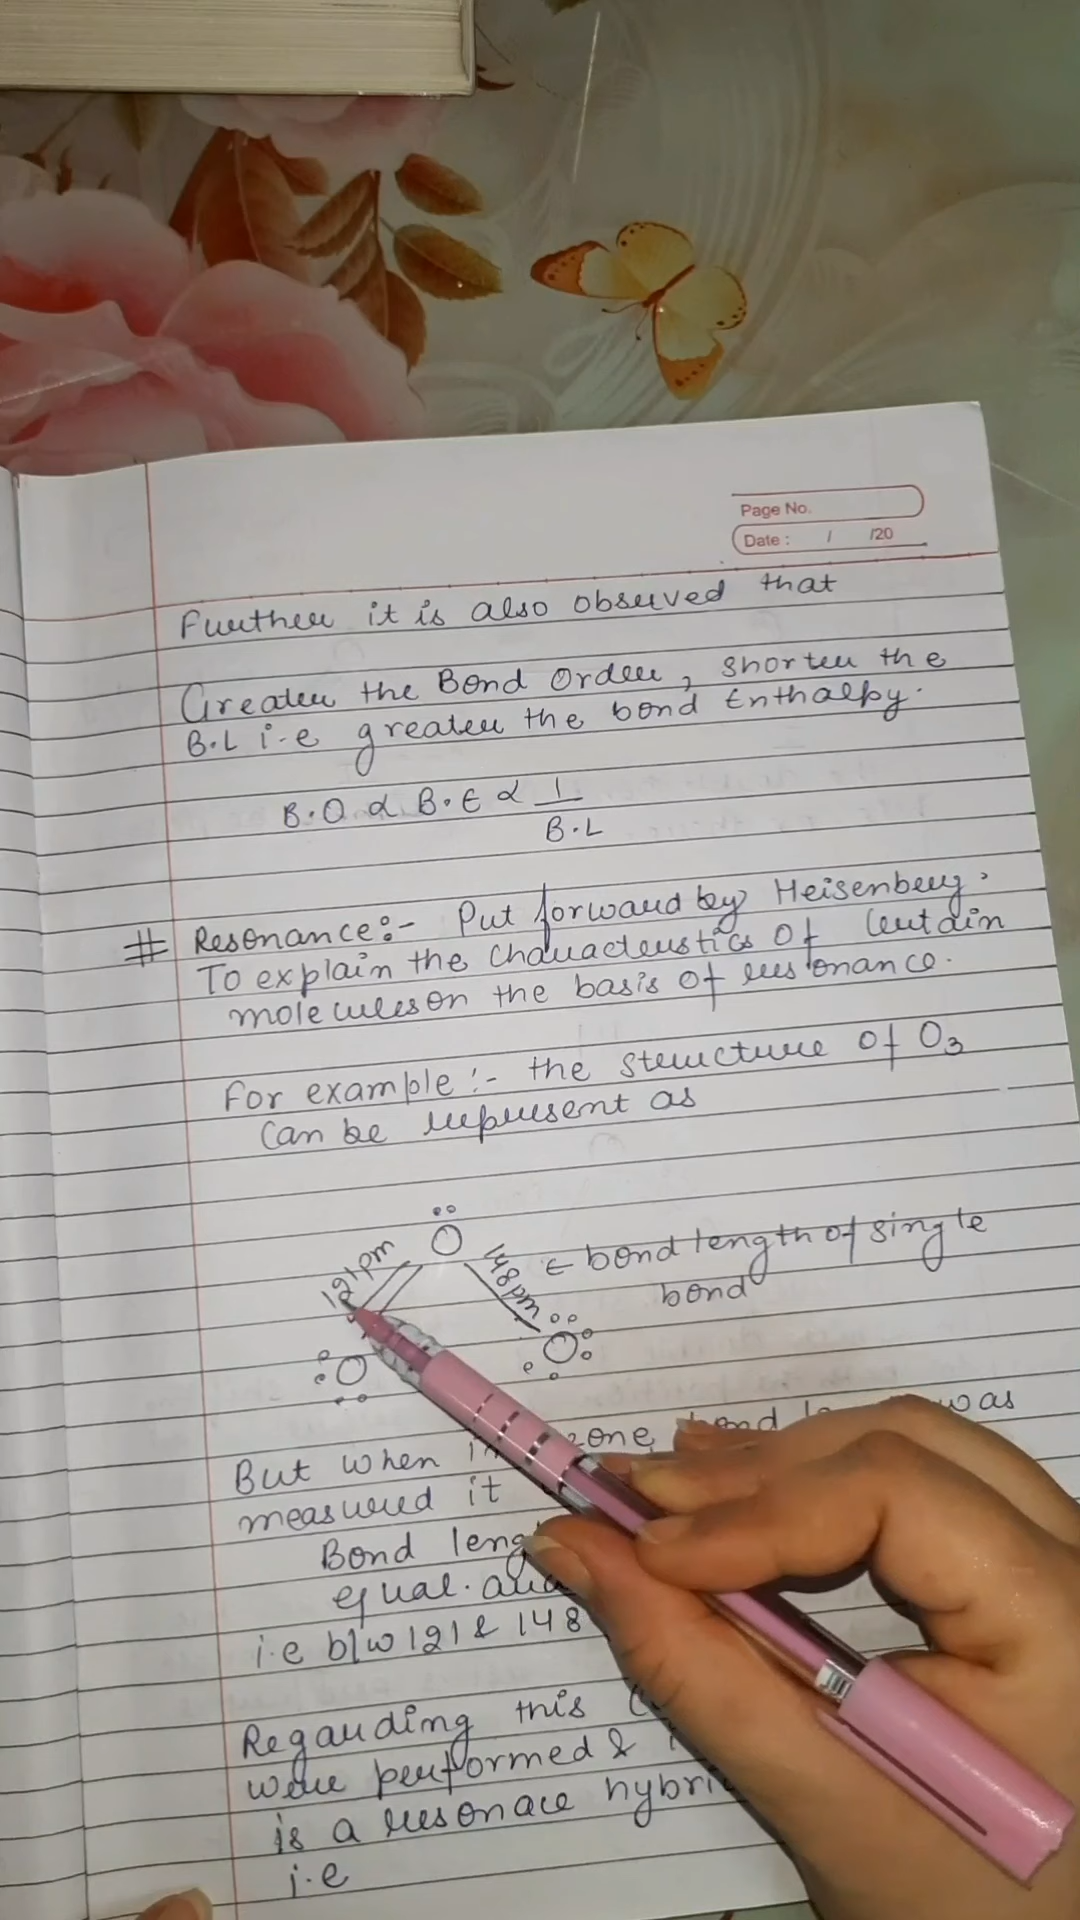 Page No.
Date : / /20
Further it is also observed that
Greater the Bond Order, shorter the
B.L i-e greater the bond Enthalpy.
B.O ∝ B.E ∝ 1/B.L
# Resonance:- Put forward by Heisenberg.
To explain the characteristics of certain
molecules on the basis of resonance.
For example:- the structure of O3
can be represent as
O
121pm
148pm
← bond length of single
bond
O
O
But when bond was
measured it
Bond
equal.
i.e b/w 121 & 148
Regarding this
were performed &
is a resonace
i.e